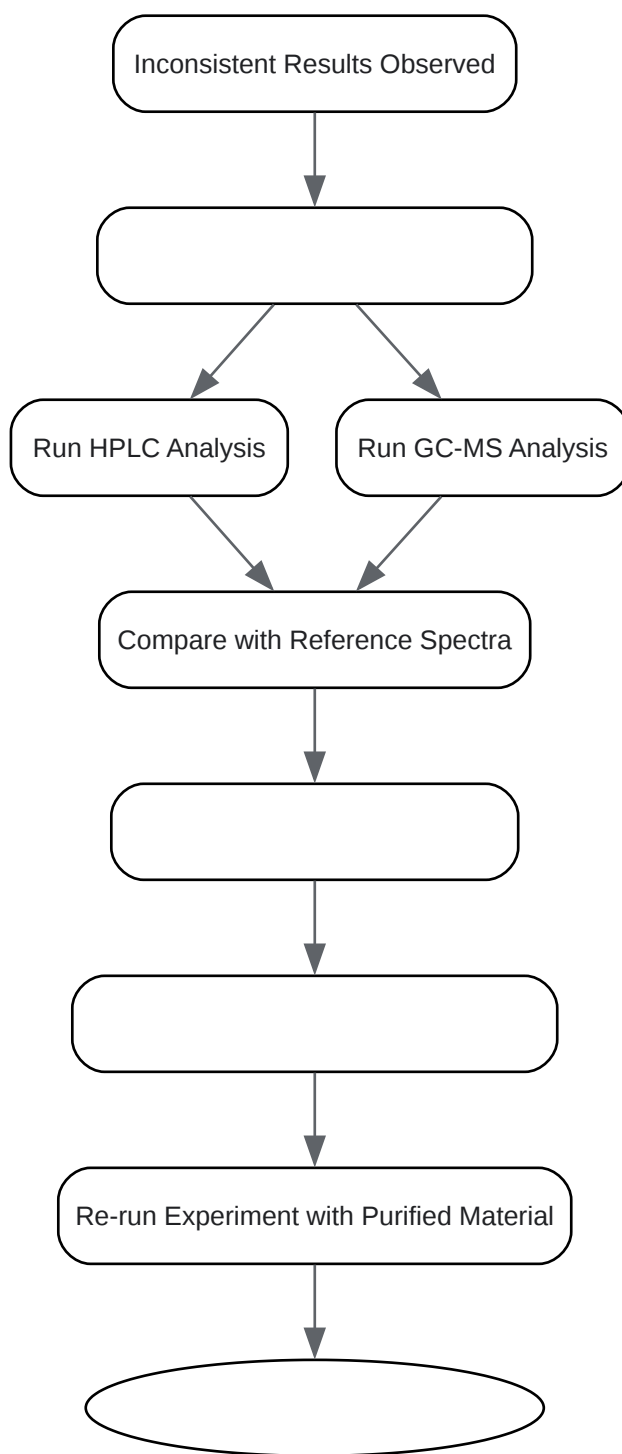 Inconsistent Results Observed
Run HPLC Analysis
Run GC-MS Analysis
Compare with Reference Spectra
Re-run Experiment with Purified Material